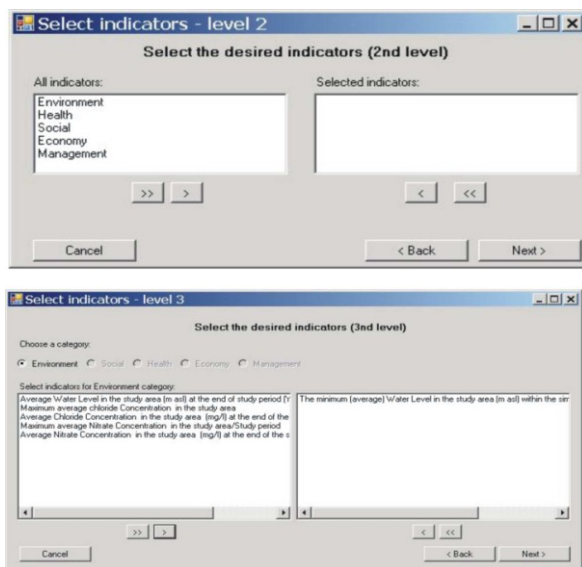 Select indicators - level 2
Select the desired indicators (2nd level)
All indicators:
Selected indicators:
Environment
Health
Social
Economy
Management
>> >
< <<
Cancel
< Back
Next >
Select indicators - level 3
Select the desired indicators (3nd level)
Choose a category:
Environment Social Health Economy Management
Select indicators for Environment category:
Average Water Level in the study area (m asl) at the end of study period
Maximum average chloride Concentration in the study area
Average Chloride Concentration in the study area (mg/l) at the end of the
Maximum average Nitrate Concentration in the study area/Study period
Average Nitrate Concentration in the study area (mg/l) at the end of the s
The minimum (average) Water Level in the study area (m asl) within the sim
>> >
< <<
Cancel
< Back
Next >